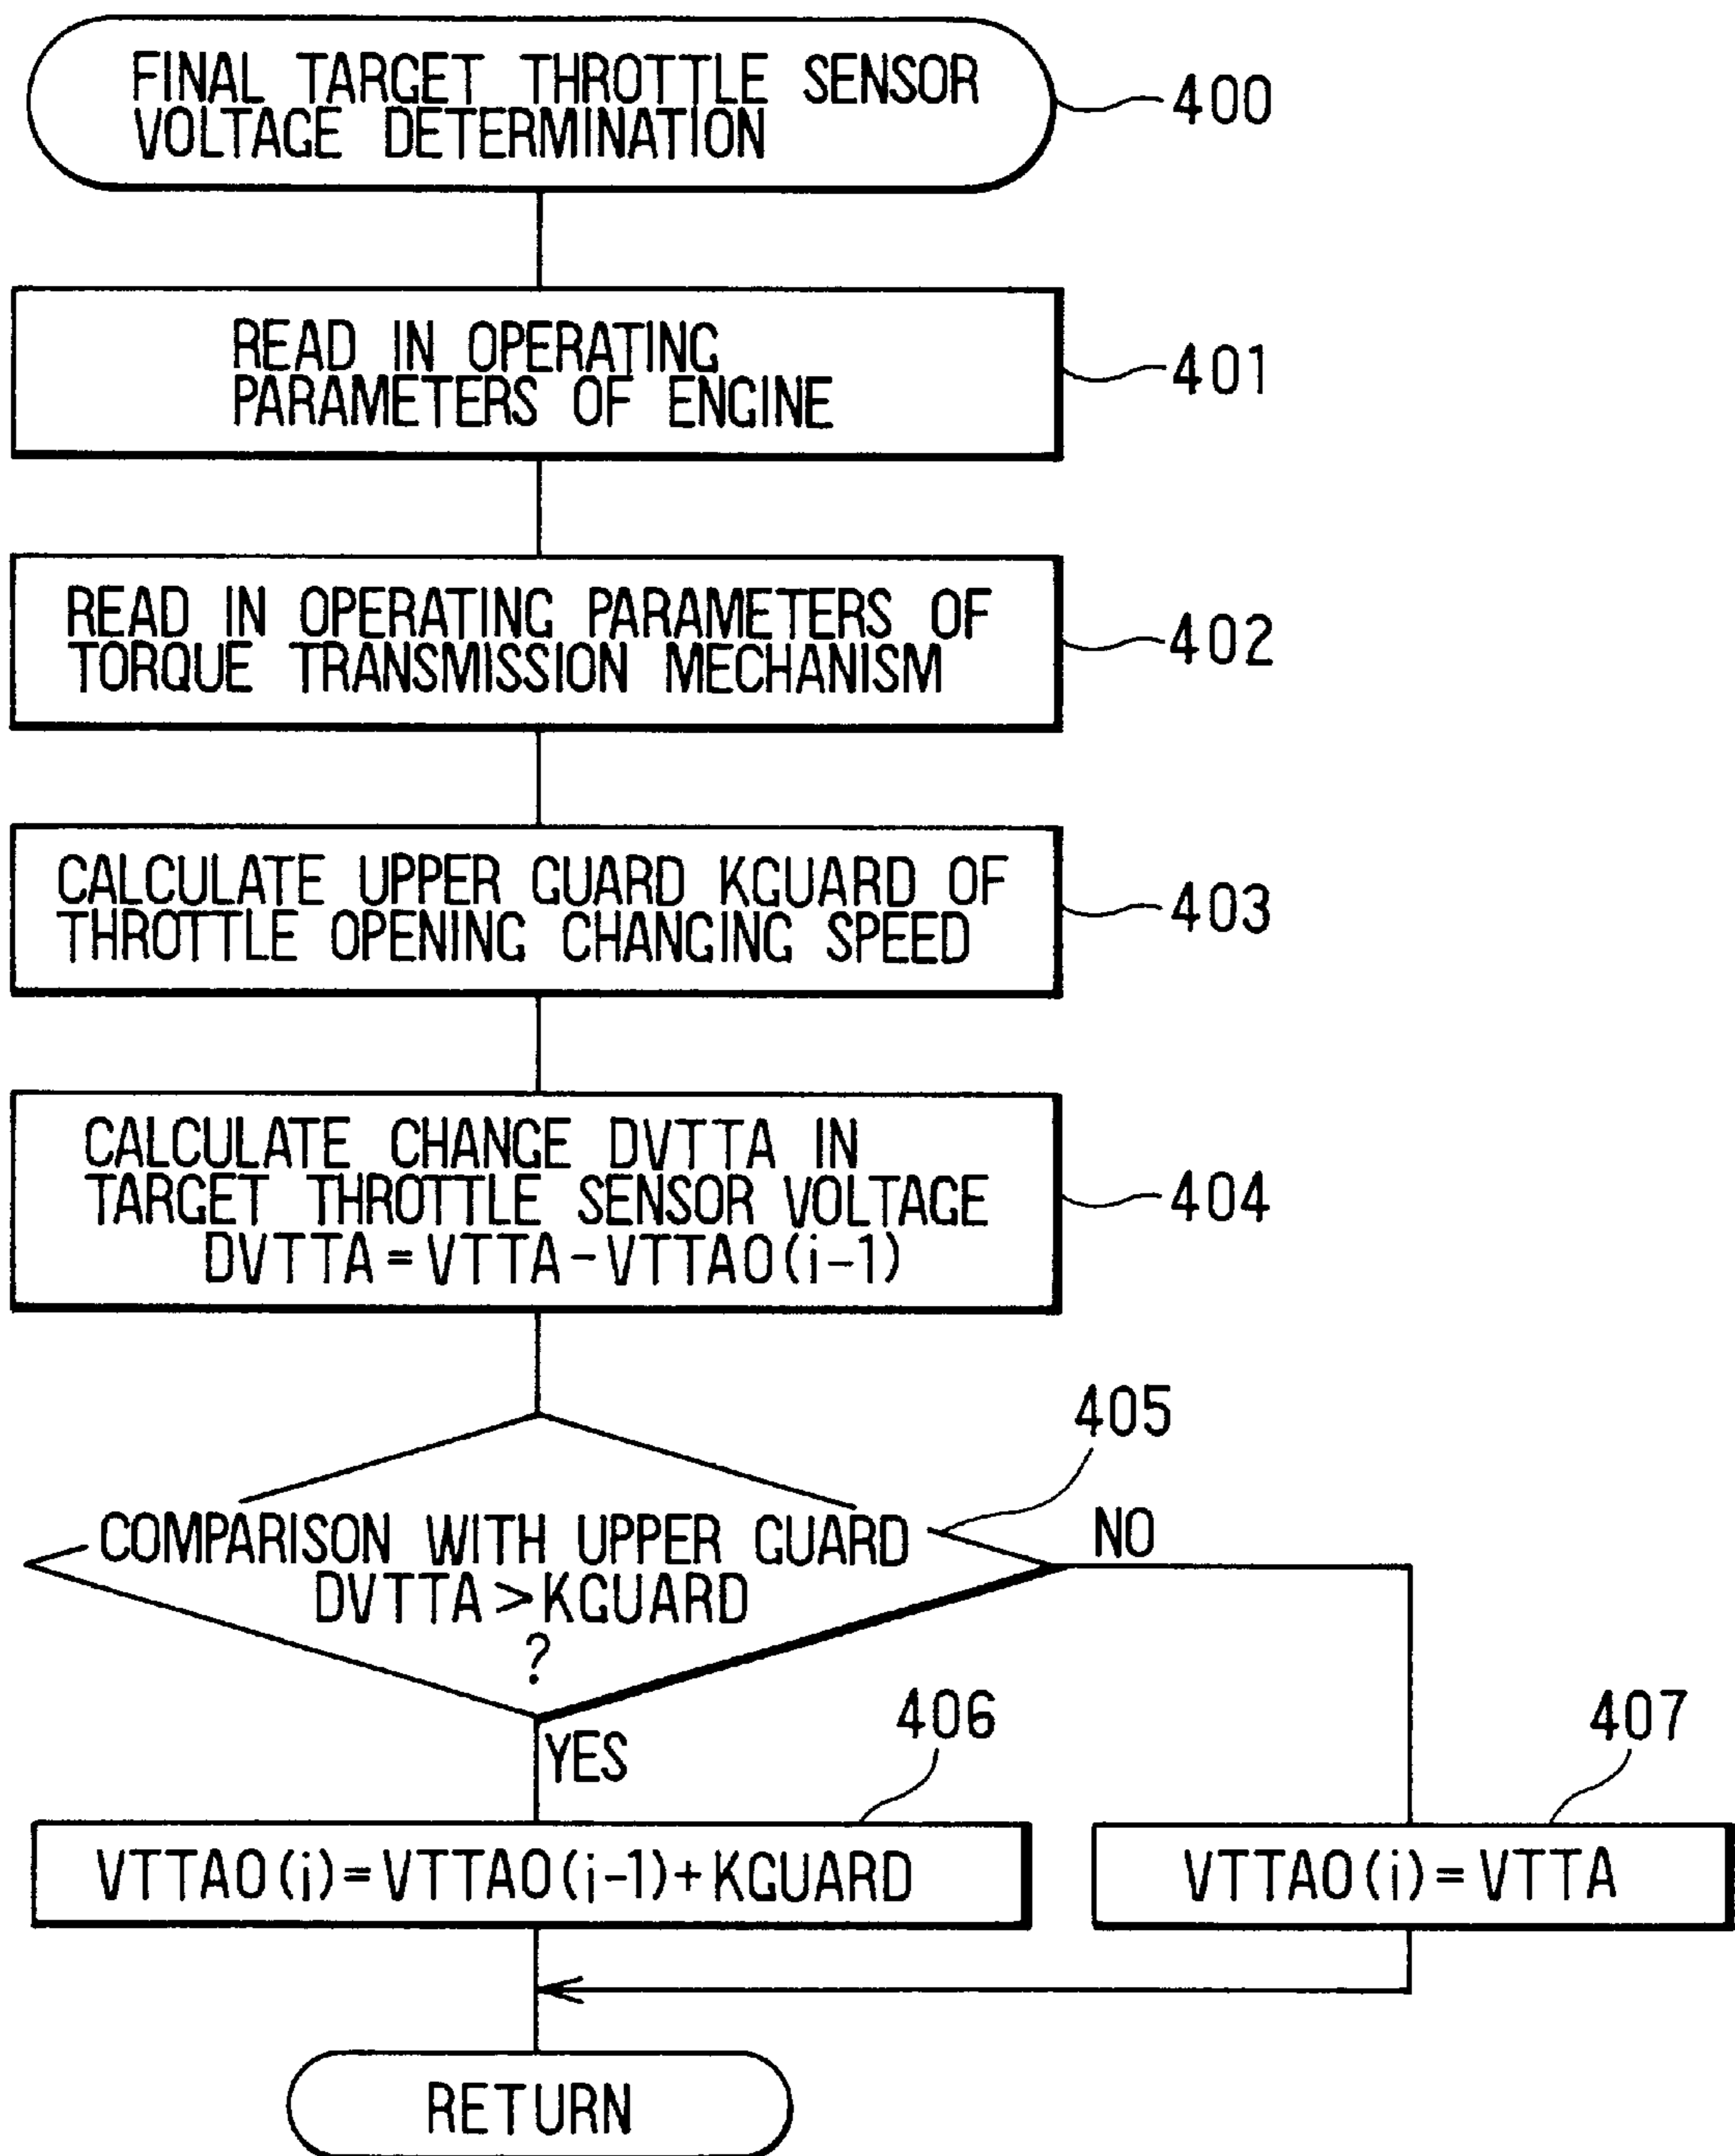 FINAL TARGET THROTTLE SENSOR
VOLTAGE DETERMINATION
400
READ IN OPERATING
PARAMETERS OF ENGINE
401
READ IN OPERATING PARAMETERS OF
TORQUE TRANSMISSION MECHANISM
402
CALCULATE UPPER GUARD KGUARD OF
THROTTLE OPENING CHANGING SPEED
403
CALCULATE CHANGE DVTTA IN
TARGET THROTTLE SENSOR VOLTAGE
DVTTA=VTTA-VTTAO(i-1)
404
405
COMPARISON WITH UPPER GUARD
DVTTA>KGUARD
?
NO
YES
406
407
VTTAO(i)=VTTAO(i-1)+KGUARD
VTTAO(i)=VTTA
RETURN